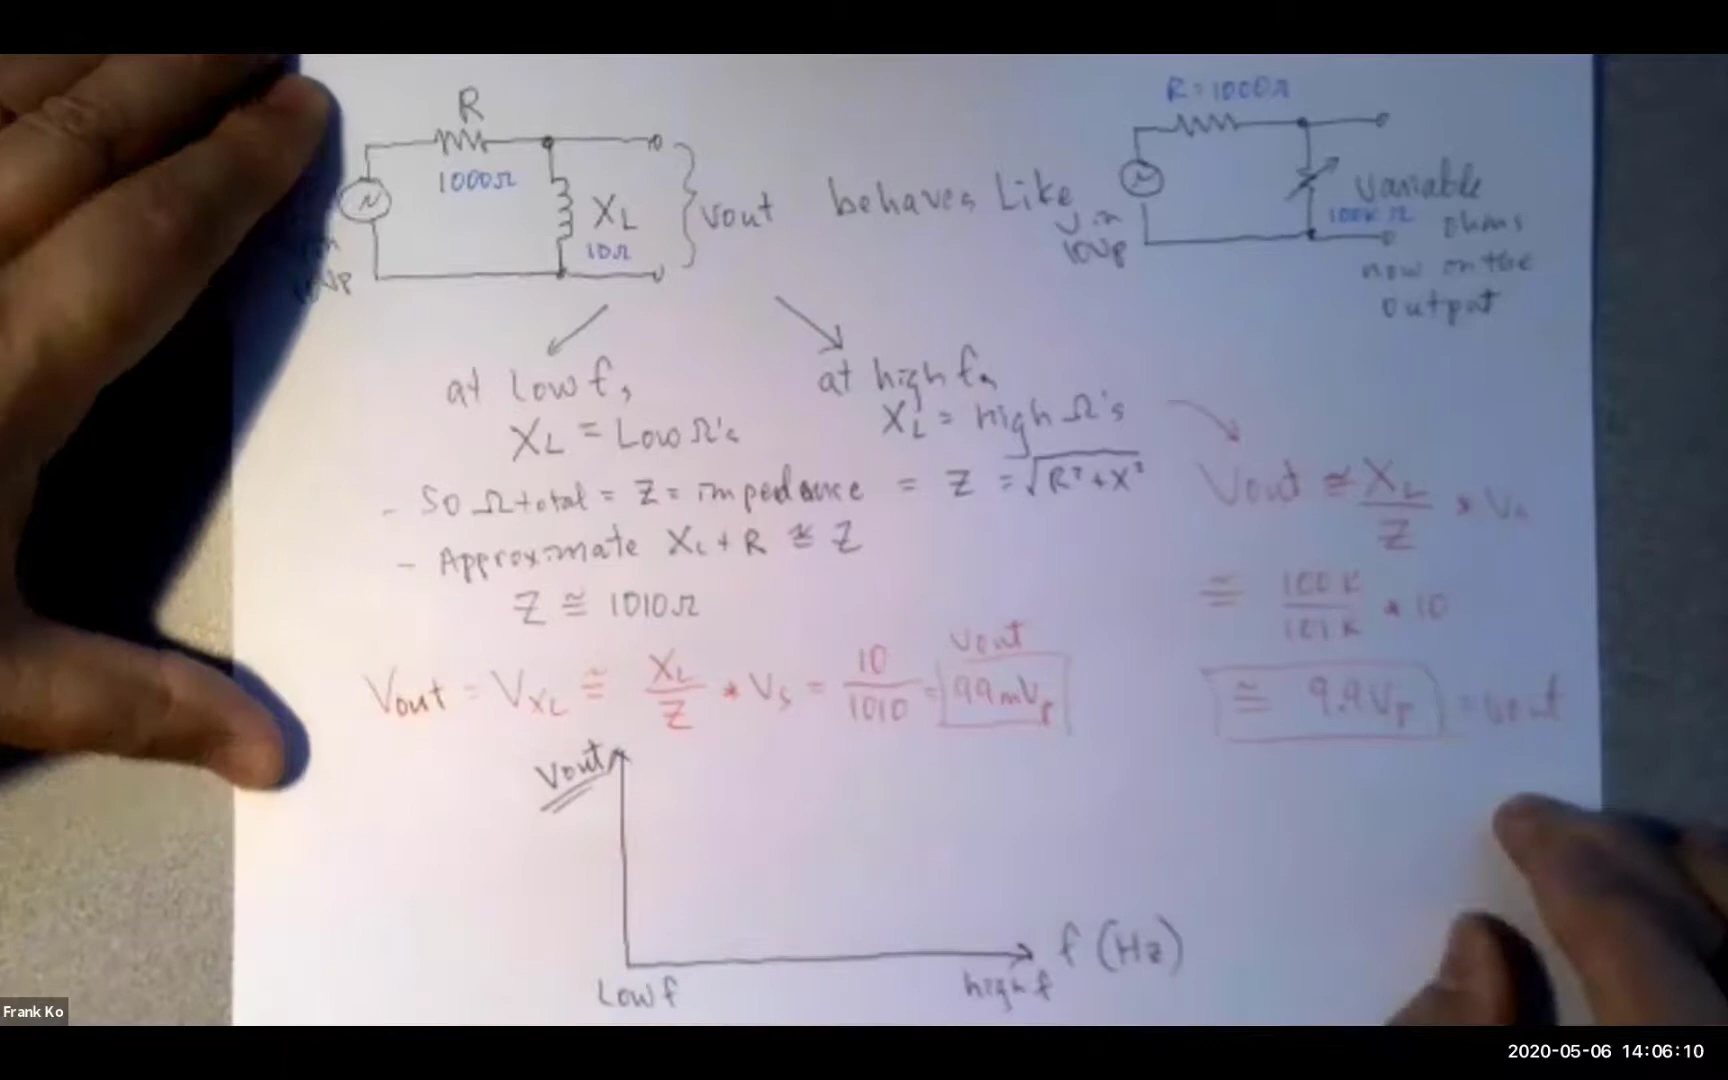 R
1000Ω
XL
10Ω
Vout
behaves Like
R=1000Ω
Vin
10Vp
variable
100K Ω
ohms
now on the
output
at Low f,
XL = Low Ω's
at high f,
XL = High Ω's
- SO Ω total = Z = impedance = Z = √R²+X²
- Approximate XL + R ≅ Z
Z ≅ 1010Ω
Vout = VXL ≅ XL/Z * Vs = 10/1010 = 99mVp
Vout
Vout ≅ XL/Z * Vs
≅ 100K/101K * 10
≅ 9.9Vp = Vout
Vout
f (Hz)
Low f
high f
Frank Ko
2020-05-06 14:06:10